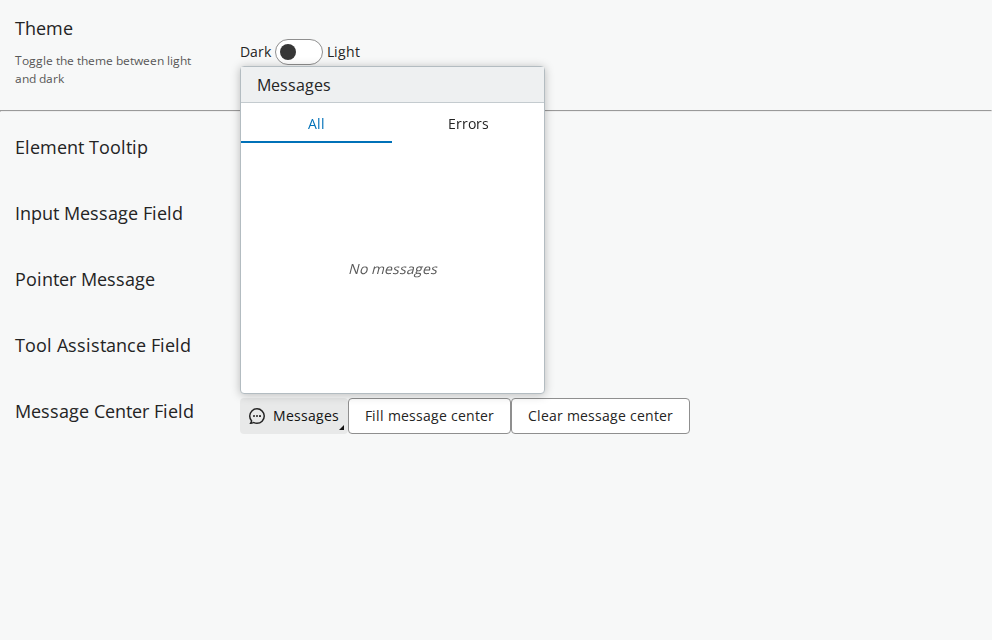 Theme
Toggle the theme between light
and dark
Dark Light
Messages
All Errors
No messages
Element Tooltip
Input Message Field
Pointer Message
Tool Assistance Field
Message Center Field
Messages Fill message center Clear message center